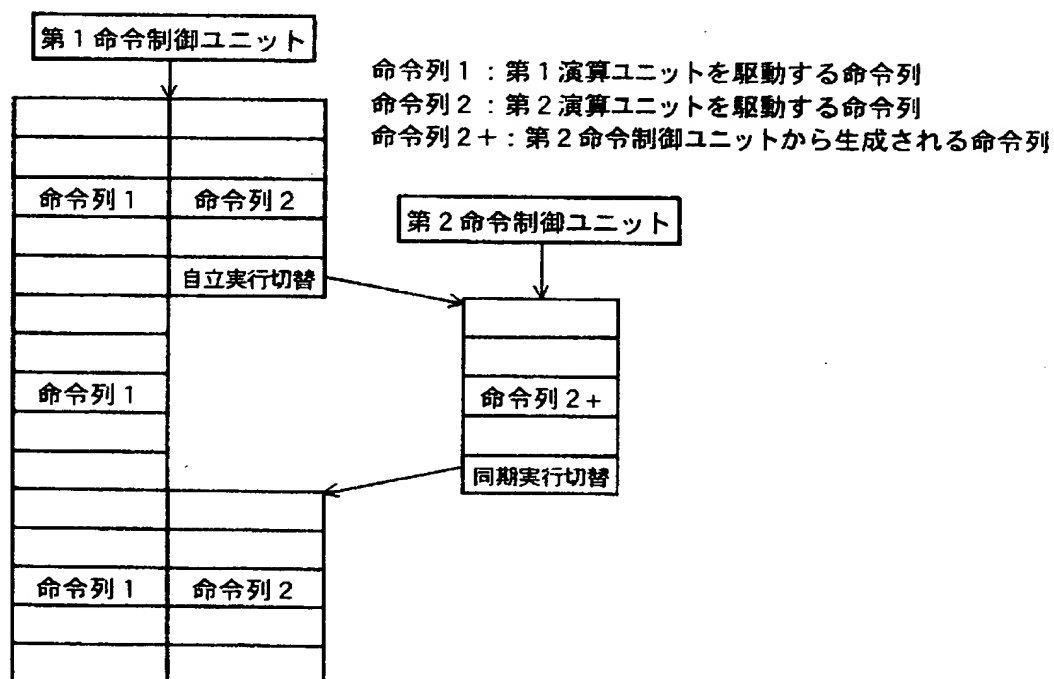 第1命令制御ユニット
命令列1:第1演算ユニットを駆動する命令列
命令列2:第2演算ユニットを駆動する命令列
命令列2+:第2命令制御ユニットから生成される命令列
命令列1 命令列2
第2命令制御ユニット
自立実行切替
命令列1
命令列2+
同期実行切替
命令列1 命令列2